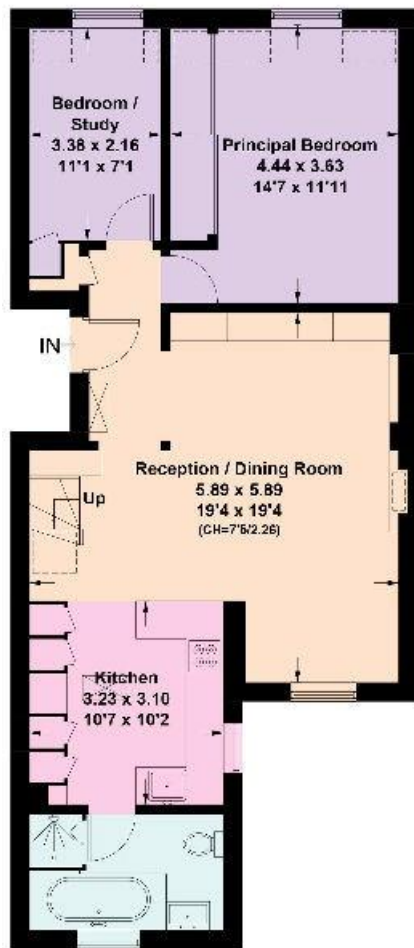 Bedroom /
Study
3.38 x 2.16
11'1 x 7'1
Principal Bedroom
4.44 x 3.63
14'7 x 11'11
IN
Reception / Dining Room
5.89 x 5.89
19'4 x 19'4
(CH=7'5/2.26)
Up
Kitchen
3.23 x 3.10
10'7 x 10'2